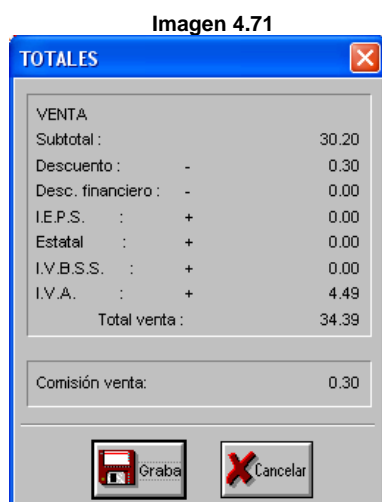 Imagen 4.71
TOTALES
VENTA
Subtotal : 30.20
Descuento : - 0.30
Desc. financiero : - 0.00
I.E.P.S. : + 0.00
Estatal : + 0.00
I.V.B.S.S. : + 0.00
I.V.A. : + 4.49
Total venta : 34.39
Comisión venta: 0.30
Graba Cancelar